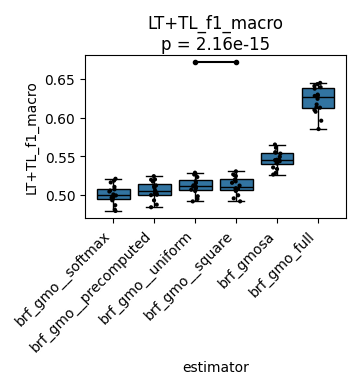 LT+TL_f1_macro
p = 2.16e-15
LT+TL_f1_macro
0.65
0.60
0.55
0.50
brf_gmo__softmax
brf_gmo__precomputed
brf_gmo__uniform
brf_gmo__square
brf_gmosa
brf_gmo_full
estimator